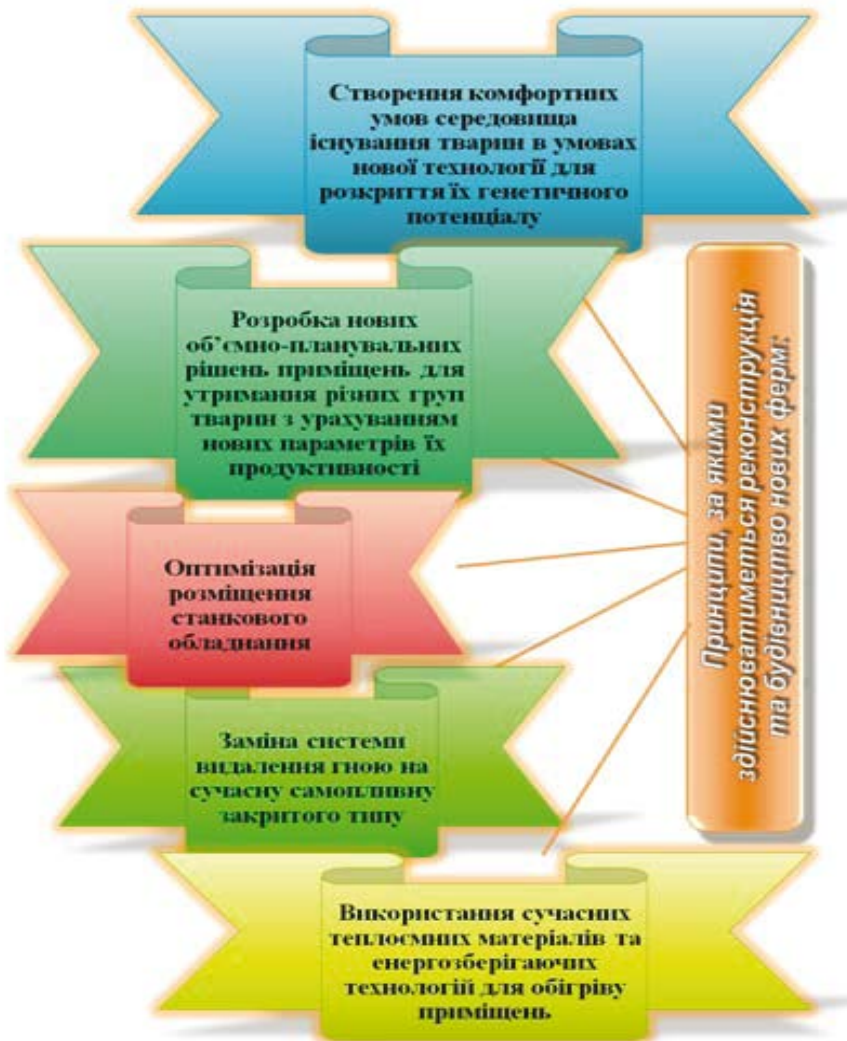 Створення комфортних
умов середовища
існування тварин в умовах
нової технології для
розкриття їх генетичного
потенціалу
Розробка нових
об’ємно-планувальних
рішень приміщень для
утримання різних груп
тварин з урахуванням
нових параметрів їх
продуктивності
Оптимізація
розміщення
станкового
обладнання
Заміна системи
видалення гною на
сучасну самопливну
закритого типу
Використання сучасних
теплоємних матеріалів та
енергозберігаючих
технологій для обігріву
приміщень
Принципи, за якими
здійснюватиметься реконструкція
та будівництво нових ферм: